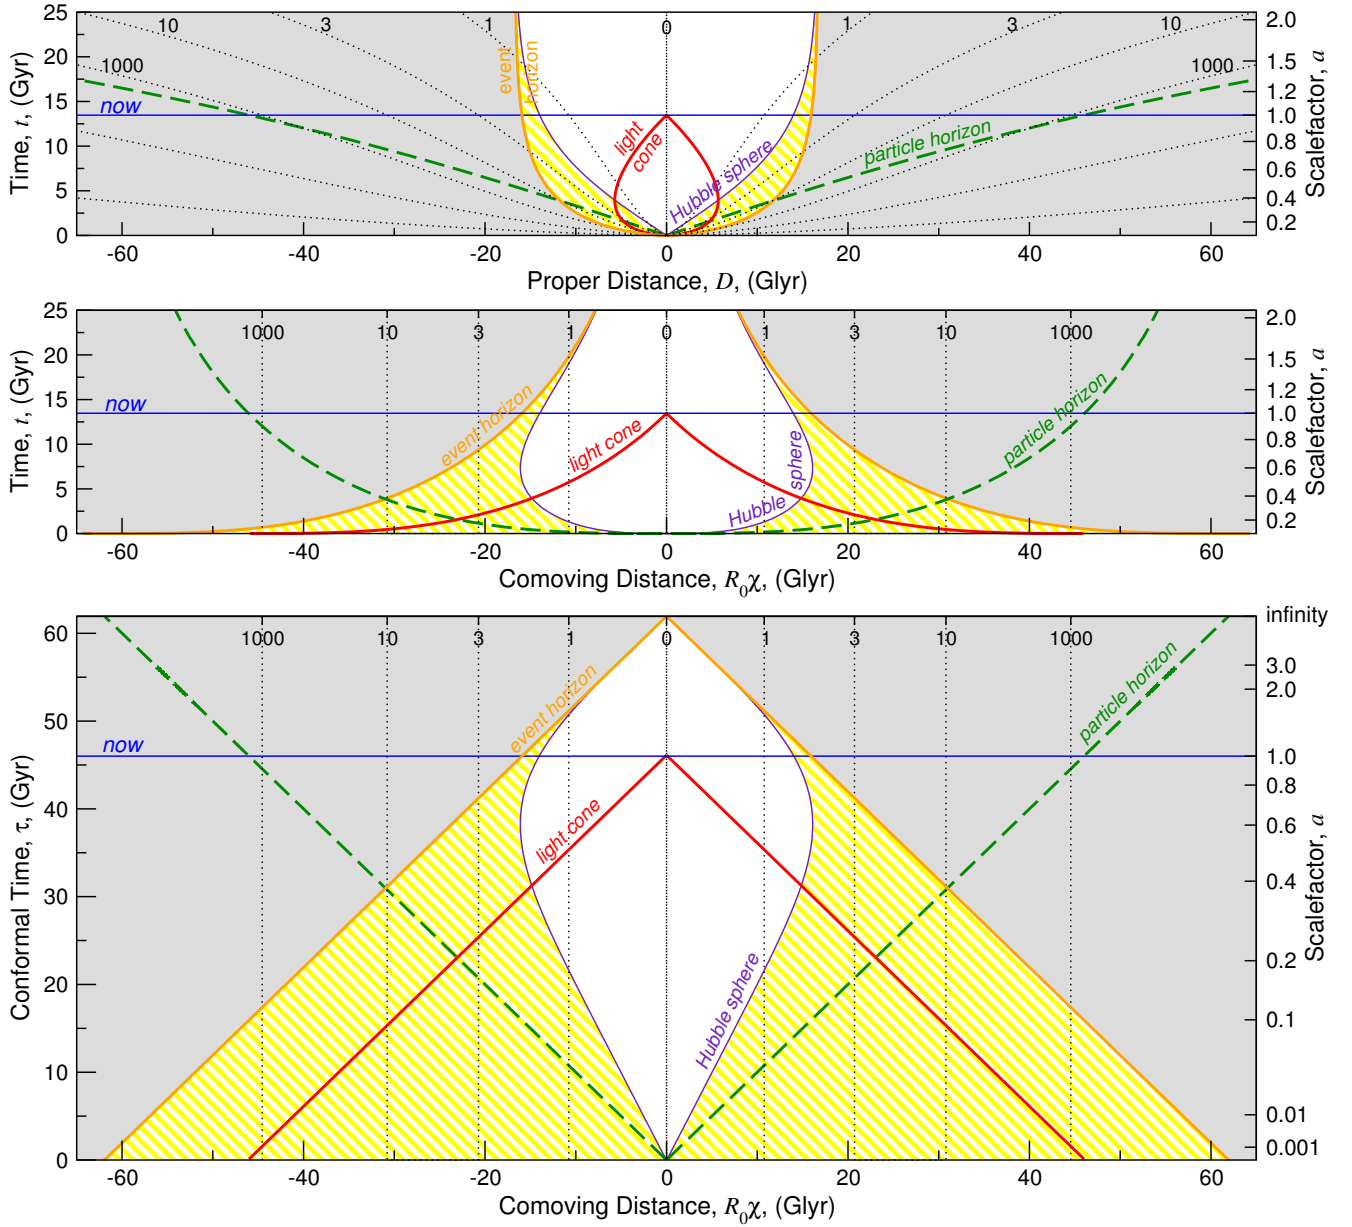 25
20
15
10
5
0
Time, t, (Gyr)
10 3 1 0 1 3 10
1000 1000
now
event
horizon
light
cone
Hubble sphere
particle horizon
2.0
1.5
1.2
1.0
0.8
0.6
0.4
0.2
Scalefactor, a
-60 -40 -20 0 20 40 60
Proper Distance, D, (Glyr)
25
20
15
10
5
0
Time, t, (Gyr)
1000 10 3 1 0 1 3 10 1000
now
event horizon
light cone
Hubble sphere
particle horizon
2.0
1.5
1.2
1.0
0.8
0.6
0.4
0.2
Scalefactor, a
-60 -40 -20 0 20 40 60
Comoving Distance, R₀χ, (Glyr)
60
50
40
30
20
10
0
Conformal Time, τ, (Gyr)
1000 10 3 1 0 1 3 10 1000
now
event horizon
light cone
Hubble sphere
particle horizon
infinity
3.0
2.0
1.0
0.8
0.6
0.4
0.2
0.1
0.01
0.001
Scalefactor, a
-60 -40 -20 0 20 40 60
Comoving Distance, R₀χ, (Glyr)